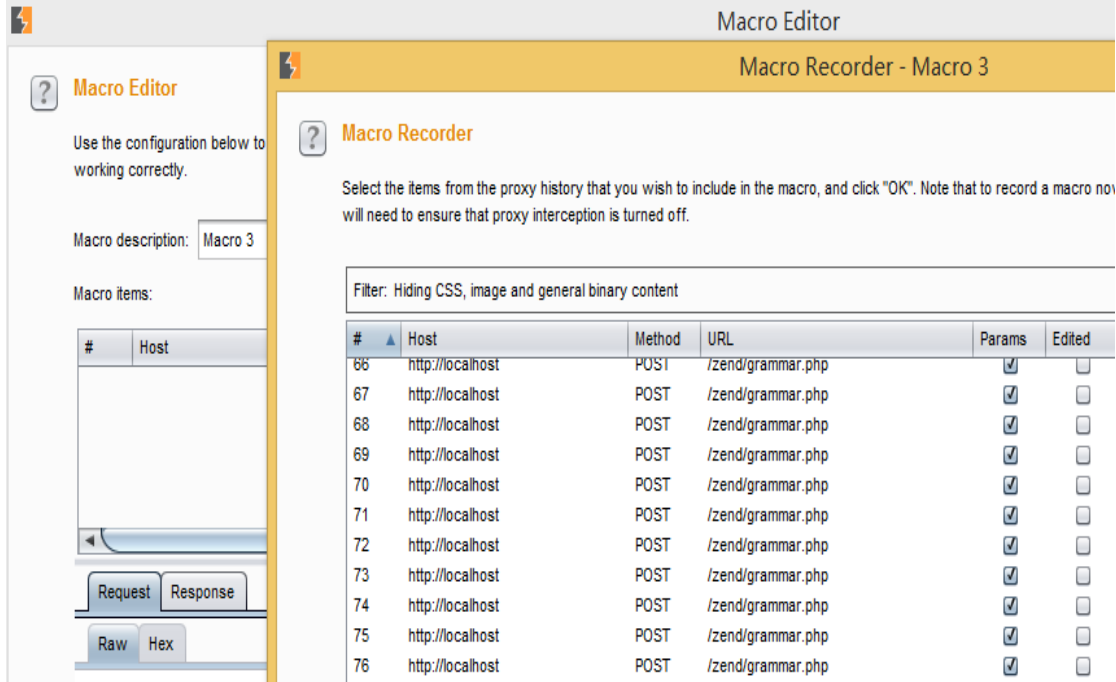 Macro Editor
Macro Recorder - Macro 3
Macro Editor
Use the configuration below to
working correctly.
Macro description: Macro 3
Macro items:
# Host
Request Response
Raw Hex
Macro Recorder
Select the items from the proxy history that you wish to include in the macro, and click "OK". Note that to record a macro
will need to ensure that proxy interception is turned off.
Filter: Hiding CSS, image and general binary content
# Host Method URL Params Edited
66 http://localhost POST /zend/grammar.php
67 http://localhost POST /zend/grammar.php
68 http://localhost POST /zend/grammar.php
69 http://localhost POST /zend/grammar.php
70 http://localhost POST /zend/grammar.php
71 http://localhost POST /zend/grammar.php
72 http://localhost POST /zend/grammar.php
73 http://localhost POST /zend/grammar.php
74 http://localhost POST /zend/grammar.php
75 http://localhost POST /zend/grammar.php
76 http://localhost POST /zend/grammar.php